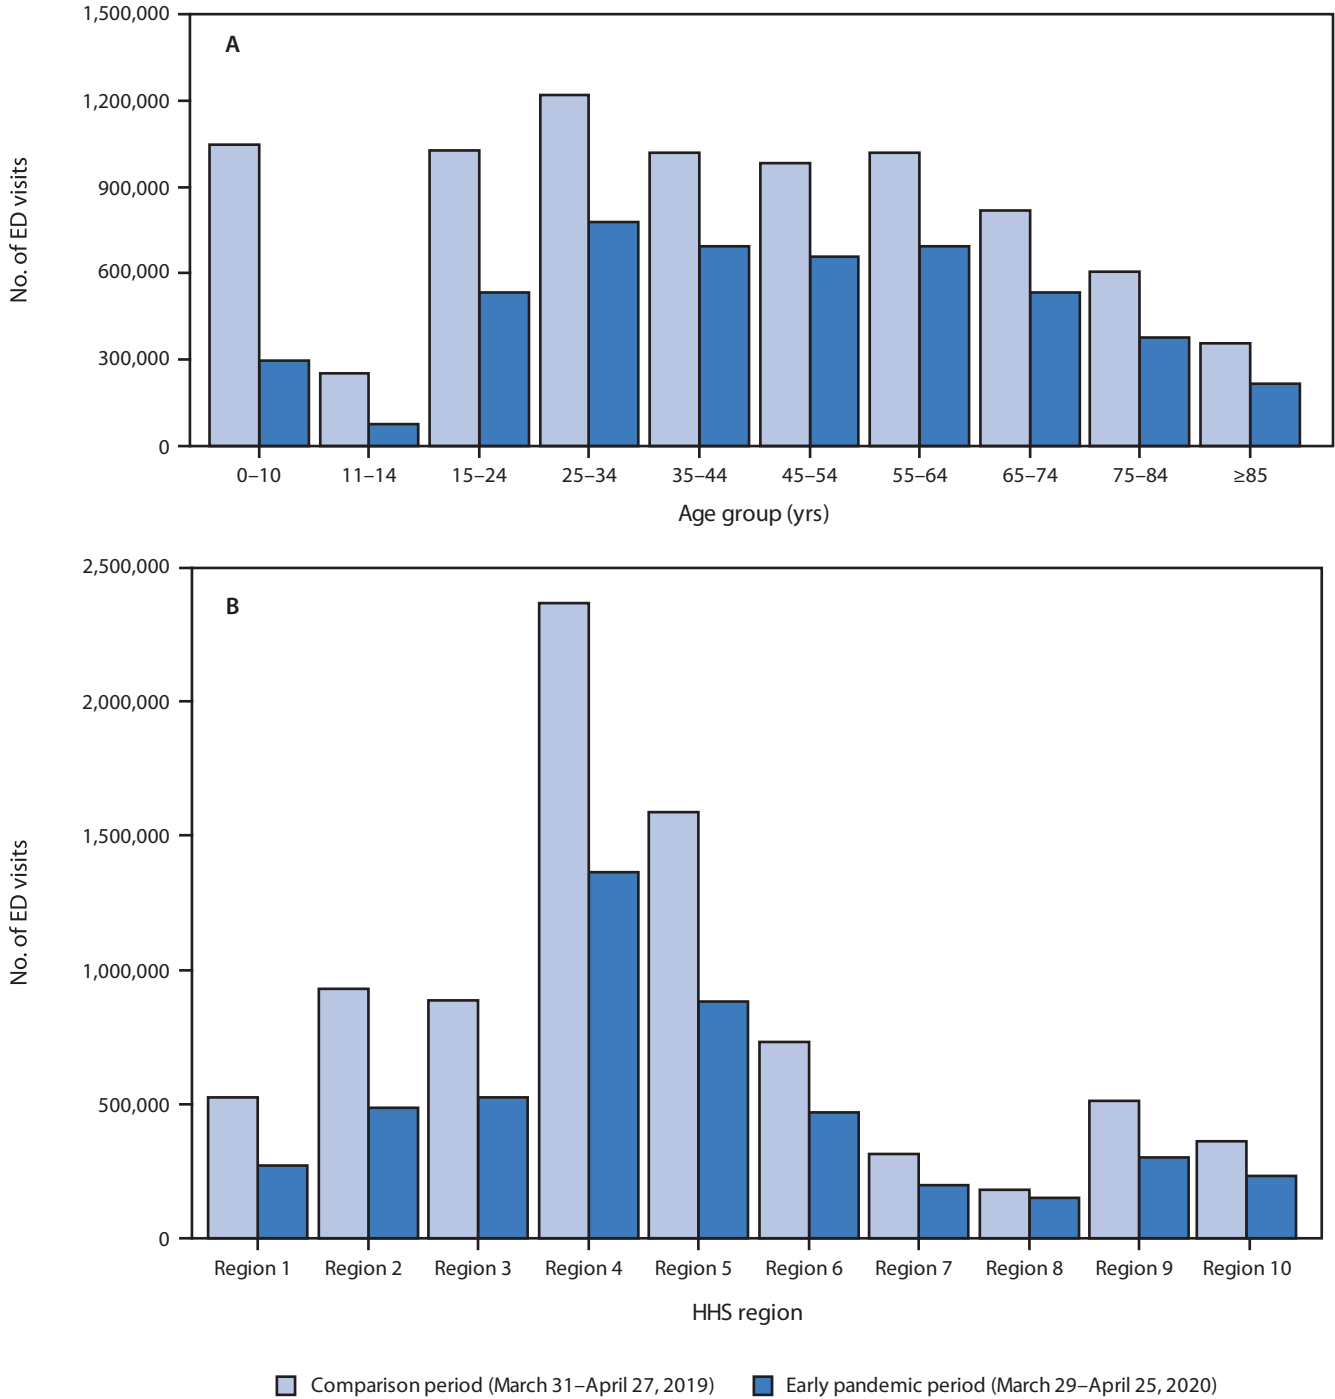 1,500,000
A
1,200,000
900,000
600,000
300,000
0
No. of ED visits
0–10 11–14 15–24 25–34 35–44 45–54 55–64 65–74 75–84 ≥85
Age group (yrs)
2,500,000
B
2,000,000
1,500,000
1,000,000
500,000
0
No. of ED visits
Region 1 Region 2 Region 3 Region 4 Region 5 Region 6 Region 7 Region 8 Region 9 Region 10
HHS region
Comparison period (March 31–April 27, 2019) Early pandemic period (March 29–April 25, 2020)